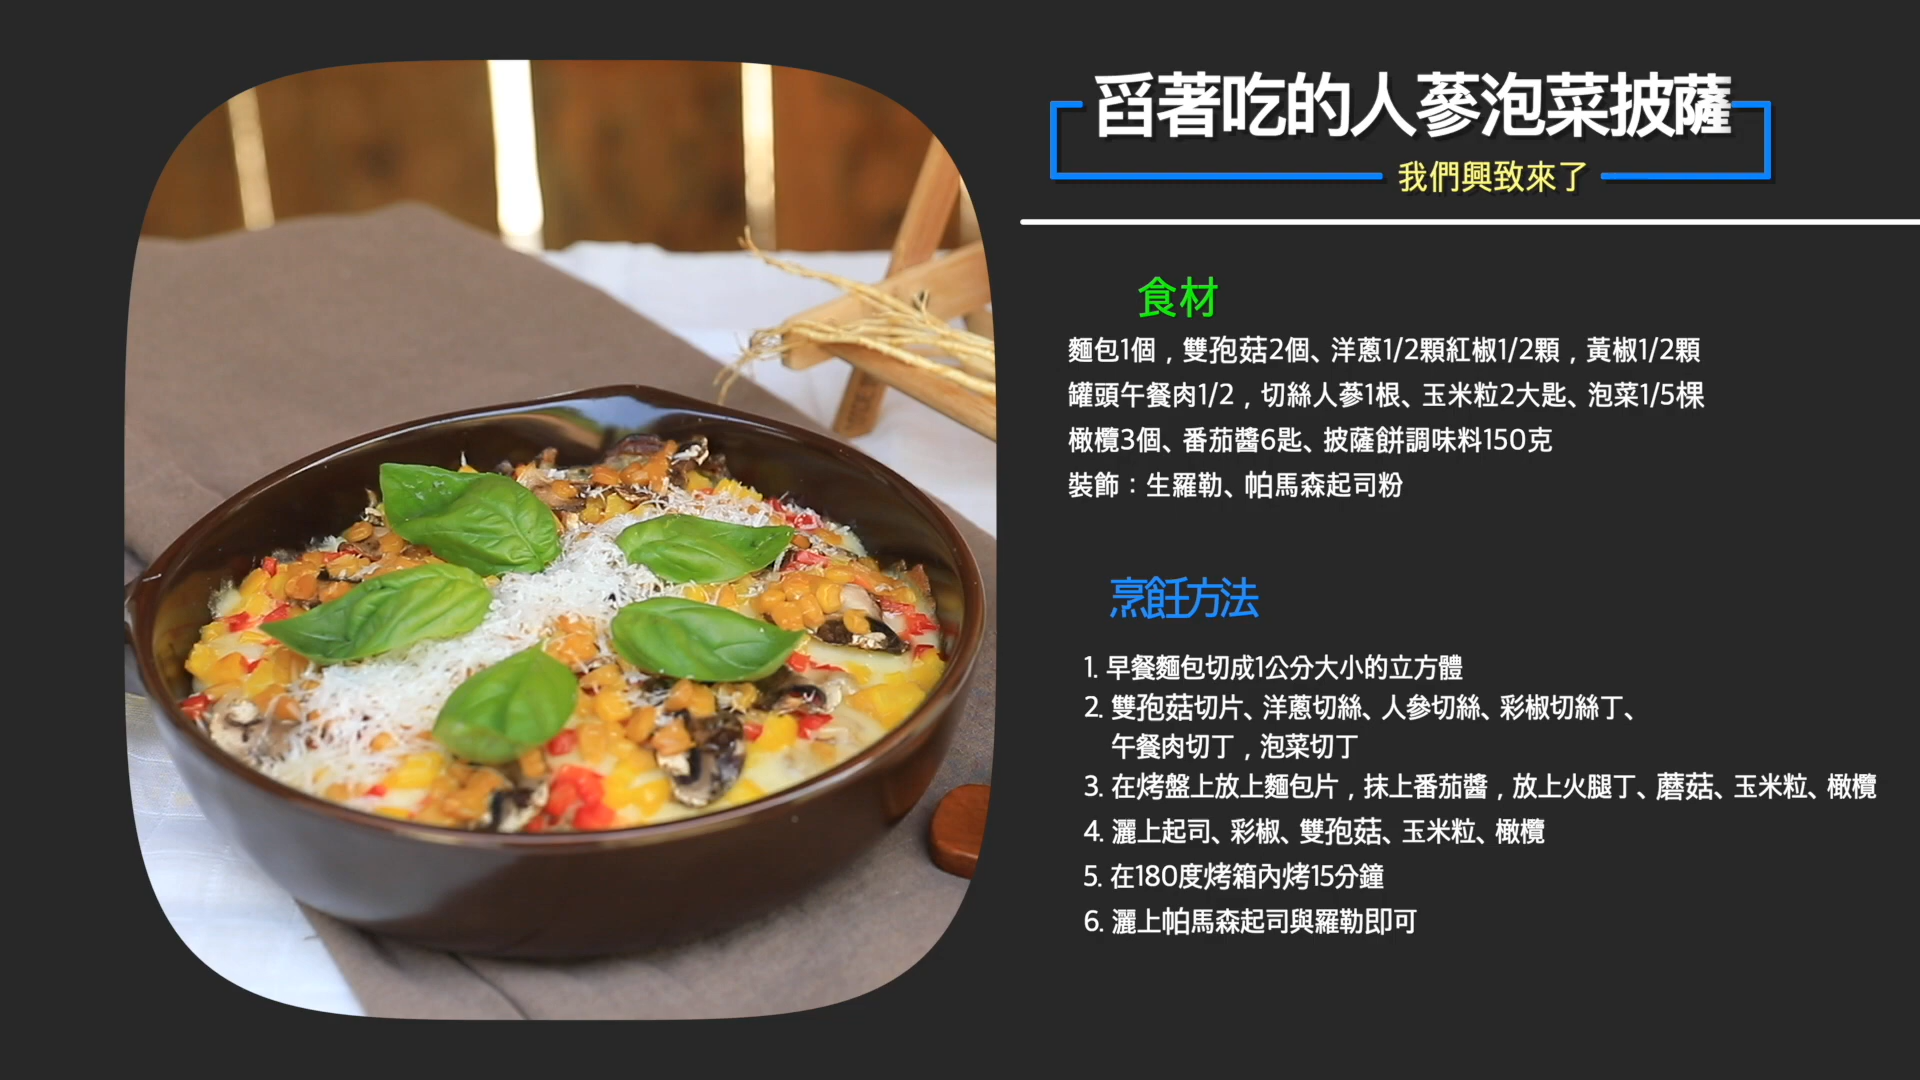 舀著吃的人蔘泡菜披薩
我們興致來了
食材
麵包1個，雙孢菇2個、洋蔥1/2顆紅椒1/2顆，黃椒1/2顆
罐頭午餐肉1/2，切絲人蔘1根、玉米粒2大匙、泡菜1/5棵
橄欖3個、番茄醬6匙、披薩餅調味料150克
裝飾：生羅勒、帕馬森起司粉
烹飪方法
1. 早餐麵包切成1公分大小的立方體
2. 雙孢菇切片、洋蔥切絲、人參切絲、彩椒切絲丁、
午餐肉切丁，泡菜切丁
3. 在烤盤上放上麵包片，抹上番茄醬，放上火腿丁、蘑菇、玉米粒、橄欖
4. 灑上起司、彩椒、雙孢菇、玉米粒、橄欖
5. 在180度烤箱內烤15分鐘
6. 灑上帕馬森起司與羅勒即可